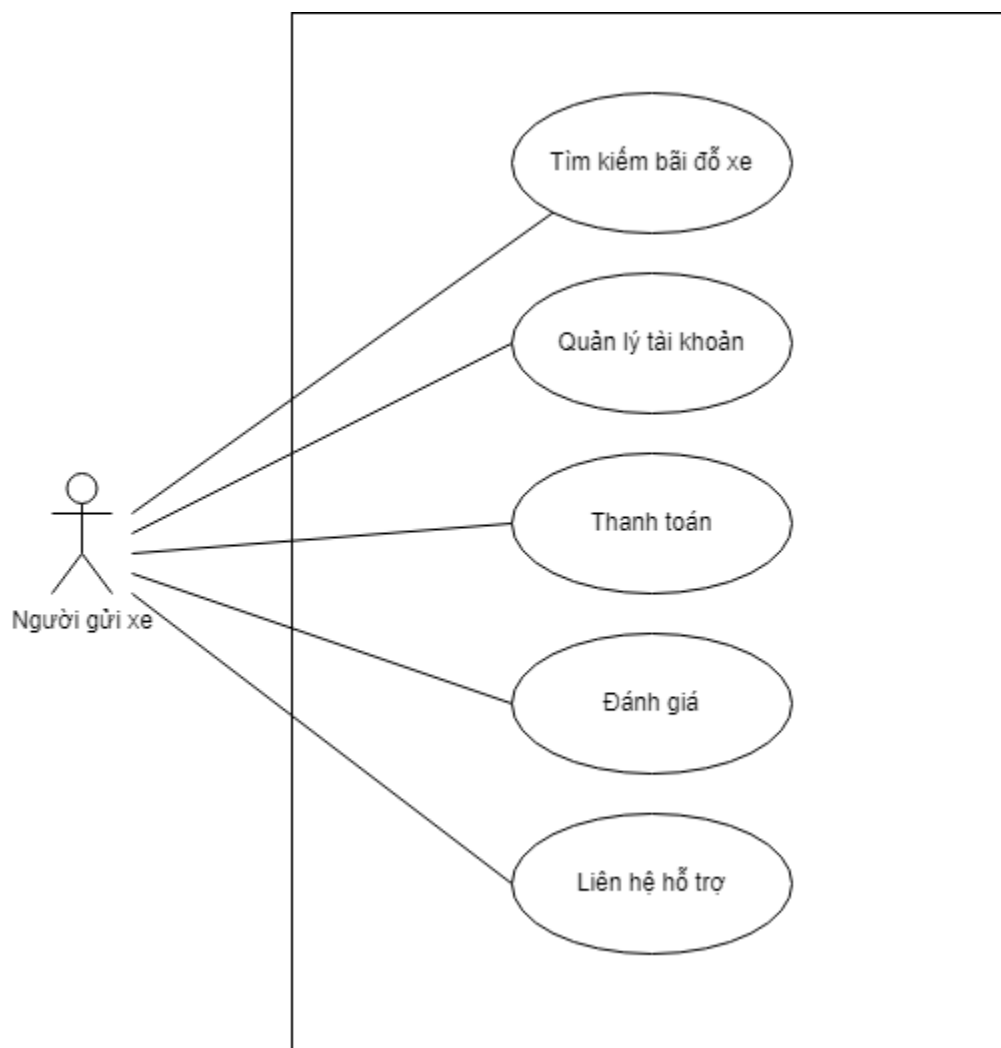 Tìm kiếm bãi đỗ xe
Quản lý tài khoản
Thanh toán
Người gửi xe
Đánh giá
Liên hệ hỗ trợ